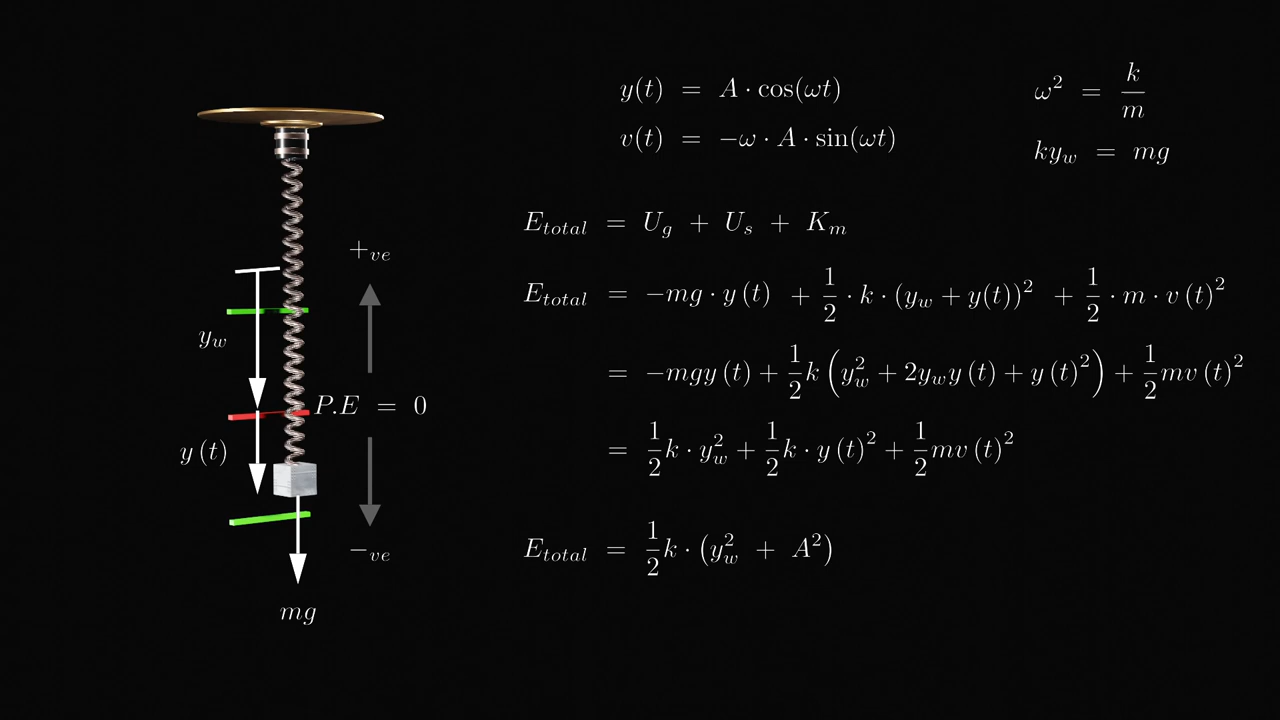 y(t) = A · cos(ωt)
ω² = k/m
v(t) = −ω · A · sin(ωt)
ky_w = mg
E_total = U_g + U_s + K_m
+ve
E_total = −mg · y(t) + 1/2 · k · (y_w + y(t))² + 1/2 · m · v(t)²
y_w
= −mgy(t) + 1/2 k (y_w² + 2y_w y(t) + y(t)²) + 1/2 mv(t)²
P.E = 0
y(t)
= 1/2 k · y_w² + 1/2 k · y(t)² + 1/2 mv(t)²
−ve
E_total = 1/2 k · (y_w² + A²)
mg